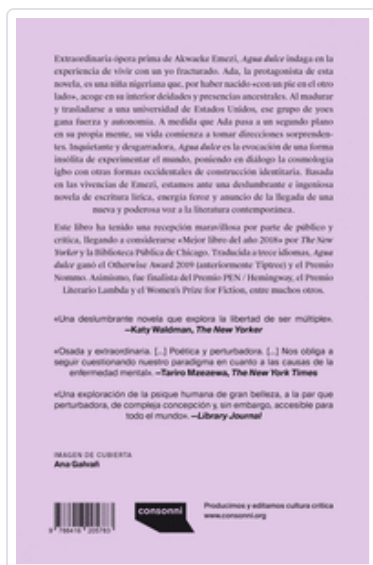 Extraordinaria ópera prima de Akwaeke Emezi, Agua dulce indaga en la
experiencia de vivir con un yo fracturado. Ada, la protagonista de esta
novela, es una niña nigeriana que, por haber nacido «con un pie en el otro
lado», acoge en su interior deidades y presencias ancestrales. Al madurar
y trasladarse a una universidad de Estados Unidos, ese grupo de yoes
gana fuerza y autonomía. A medida que Ada pasa a un segundo plano
en su propia mente, su vida comienza a tomar direcciones sorprenden-
tes. Inquietante y desgarradora, Agua dulce es la evocación de una forma
insólita de experimentar el mundo, poniendo en diálogo la cosmología
igbo con otras formas occidentales de construcción identitaria. Basada
en las vivencias de Emezi, estamos ante una deslumbrante e ingeniosa
novela de escritura lírica, energía feroz y anuncio de la llegada de una
nueva y poderosa voz a la literatura contemporánea.
Este libro ha tenido una recepción maravillosa por parte de público y
crítica, llegando a considerarse «Mejor libro del año 2018» por The New
Yorker y la Biblioteca Pública de Chicago. Traducida a trece idiomas, Agua
dulce ganó el Otherwise Award 2019 (anteriormente Tiptree) y el Premio
Nommo. Asimismo, fue finalista del Premio PEN / Hemingway, el Premio
Literario Lambda y el Women's Prize for Fiction, entre muchos otros.
«Una deslumbrante novela que explora la libertad de ser múltiple».
—Katy Waldman, The New Yorker
«Osada y extraordinaria. [...] Poética y perturbadora. [...] Nos obliga a
seguir cuestionando nuestro paradigma en cuanto a las causas de la
enfermedad mental». —Tariro Mzezewa, The New York Times
«Una exploración de la psique humana de gran belleza, a la par que
perturbadora, de compleja concepción y, sin embargo, accesible para
todo el mundo». —Library Journal
IMAGEN DE CUBIERTA
Ana Galvañ
consonni
Producimos y editamos cultura crítica
www.consonni.org
9 788416 205783